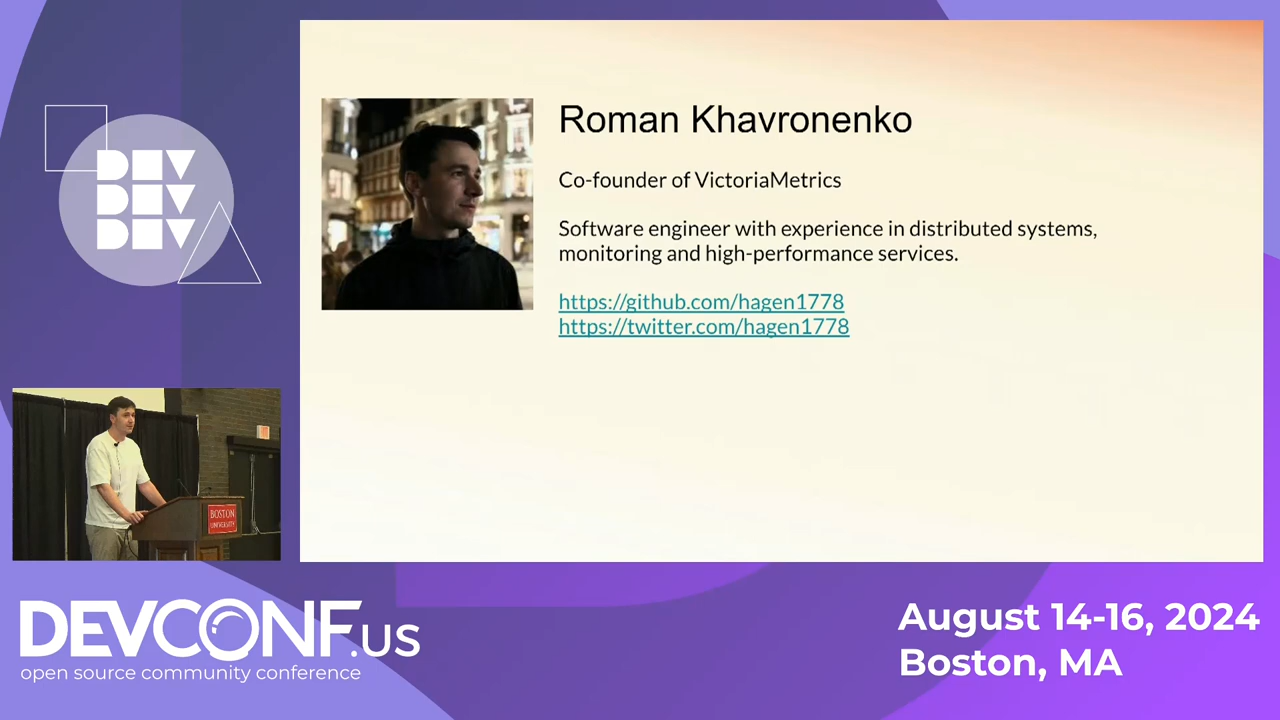 DEV
DEV
DEV
Roman Khavronenko
Co-founder of VictoriaMetrics
Software engineer with experience in distributed systems,
monitoring and high-performance services.
https://github.com/hagen1778
https://twitter.com/hagen1778
BOSTON
UNIVERSITY
DEVCONF.us
open source community conference
August 14-16, 2024
Boston, MA